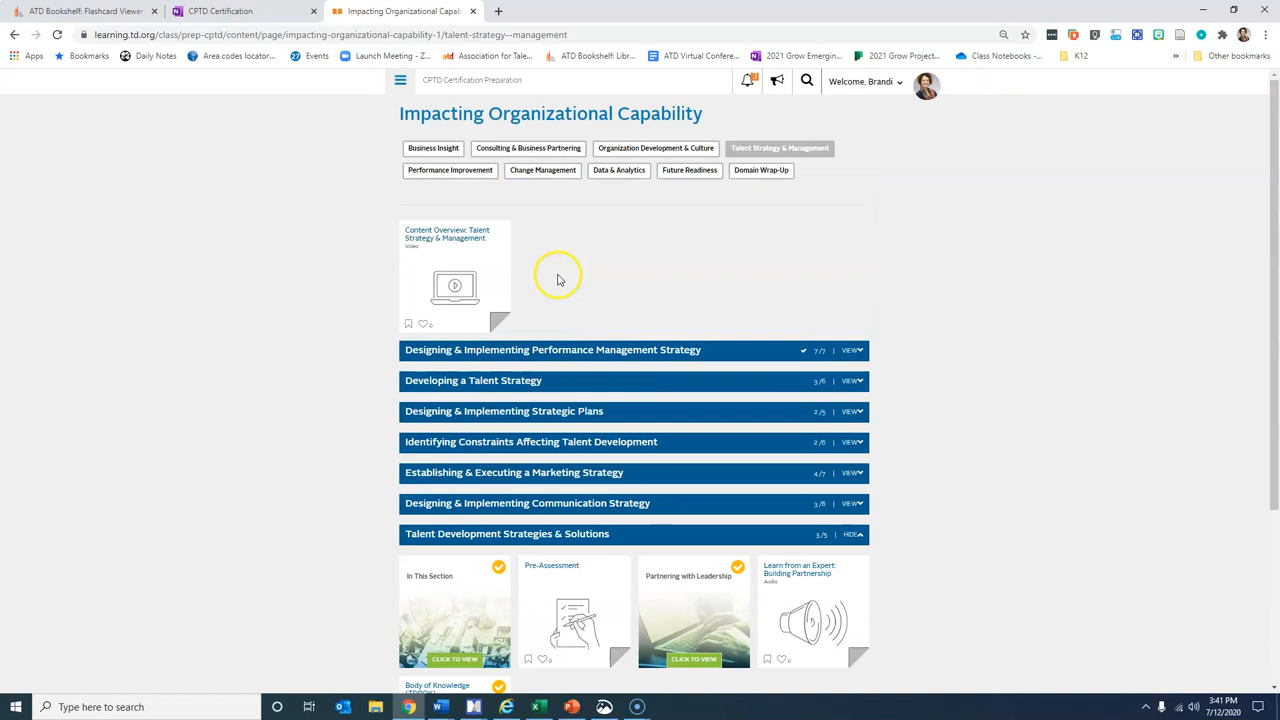 ATD Bookshelf: Flashcard Viewer
CPTD Certification
Impacting Organizational Capabi
learning.td.org/class/prep-cptd/content/page/impacting-organizational-capability-1/talent-strategy--management
Apps
Bookmarks
Daily Notes
Area codes locator...
Events
Launch Meeting - Z...
Association for Tale...
ATD Bookshelf: Libr...
ATD Virtual Confere...
2021 Grow Emergin...
2021 Grow Project...
Class Notebooks -...
K12
»
Other bookmarks
CPTD Certification Preparation
Welcome, Brandi
Impacting Organizational Capability
Business Insight
Consulting & Business Partnering
Organization Development & Culture
Talent Strategy & Management
Performance Improvement
Change Management
Data & Analytics
Future Readiness
Domain Wrap-Up
Content Overview: Talent
Strategy & Management
Video
0
Designing & Implementing Performance Management Strategy 7/7 | VIEW
Developing a Talent Strategy 3/6 | VIEW
Designing & Implementing Strategic Plans 2/5 | VIEW
Identifying Constraints Affecting Talent Development 2/6 | VIEW
Establishing & Executing a Marketing Strategy 4/7 | VIEW
Designing & Implementing Communication Strategy 3/6 | VIEW
Talent Development Strategies & Solutions 3/5 | HIDE
In This Section
CLICK TO VIEW
Pre-Assessment
0
Partnering with Leadership
CLICK TO VIEW
Learn from an Expert:
Building Partnership
Audio
0
Body of Knowledge
(TDBOK)
Type here to search
3:41 PM
7/12/2020